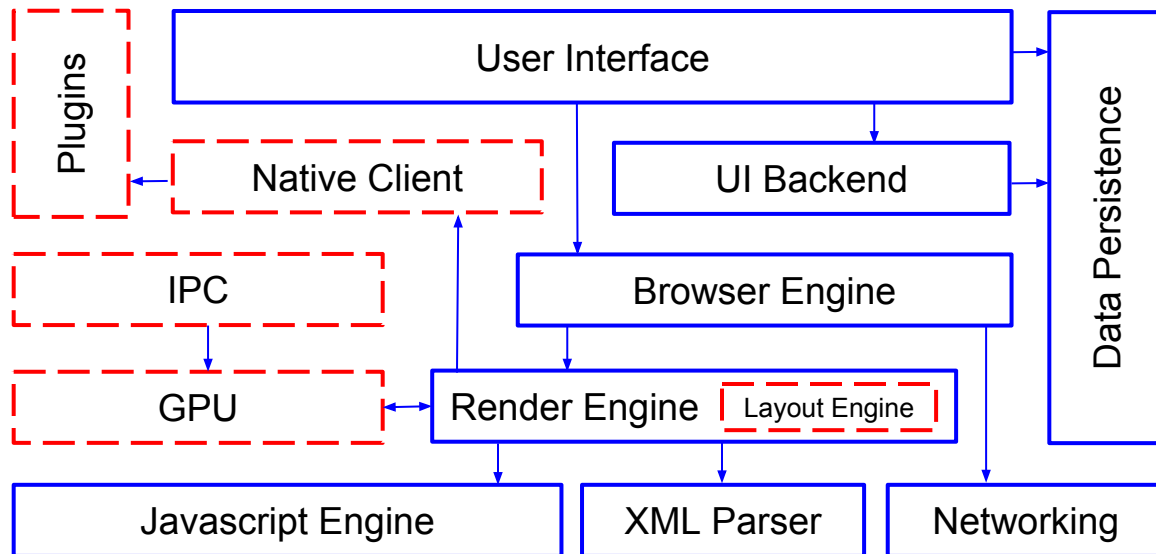 User Interface
Plugins
Data Persistence
Native Client
UI Backend
IPC
Browser Engine
GPU
Render Engine
Layout Engine
Javascript Engine
XML Parser
Networking